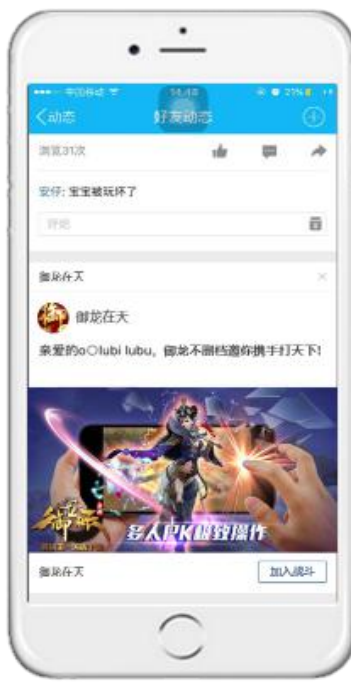 中国移动 14:48 21%
动态 好友动态
浏览31次
安仔: 宝宝被玩坏了
评论
御龙在天
御龙在天
亲爱的o〇lubi lubu, 御龙不删档邀你携手打天下!
多人PK极致操作
御龙在天 加入战斗